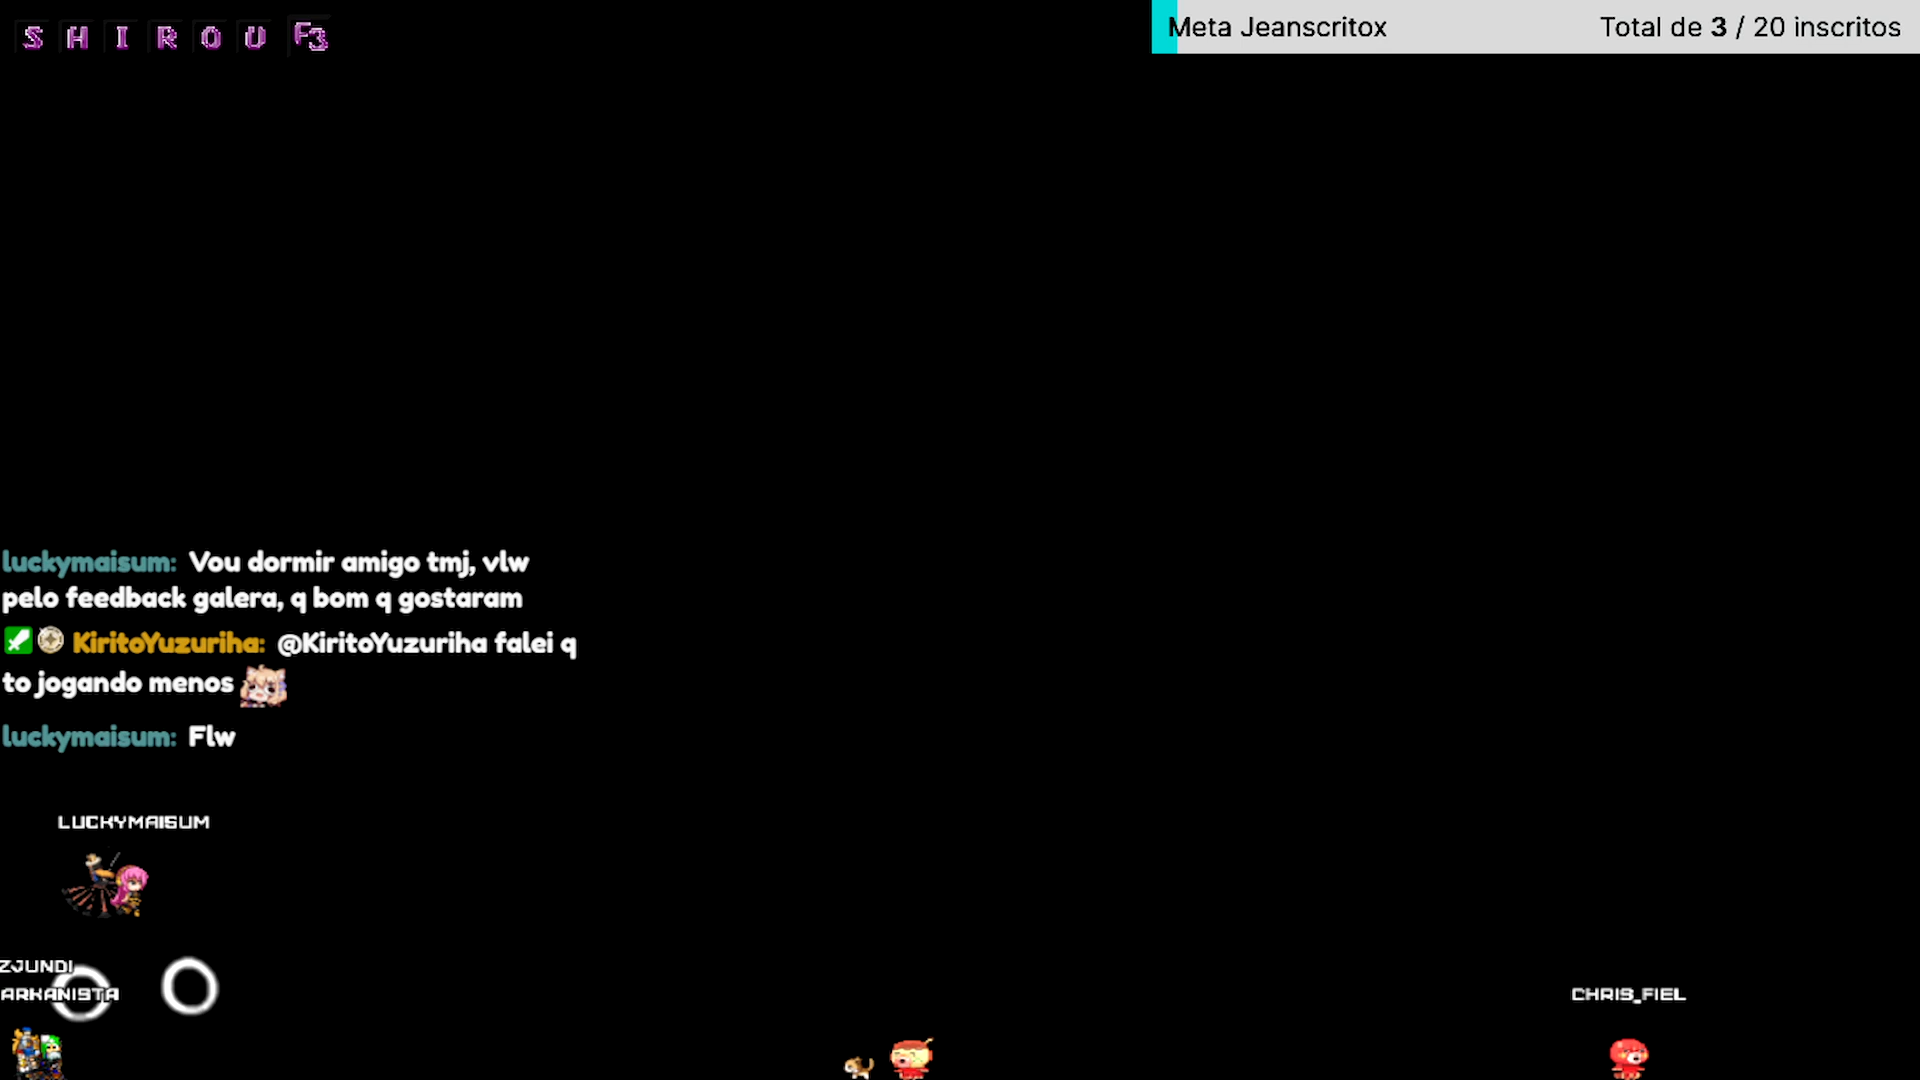 SHIROU F3
Meta Jeanscritox
Total de 3 / 20 inscritos
luckymaisum: Vou dormir amigo tmj, vlw
pelo feedback galera, q bom q gostaram
KiritoYuzuriha: @KiritoYuzuriha falei q
to jogando menos
luckymaisum: Flw
LUCKYMAISUM
ZJUNDI
ARKANISTA
CHRIS_FIEL